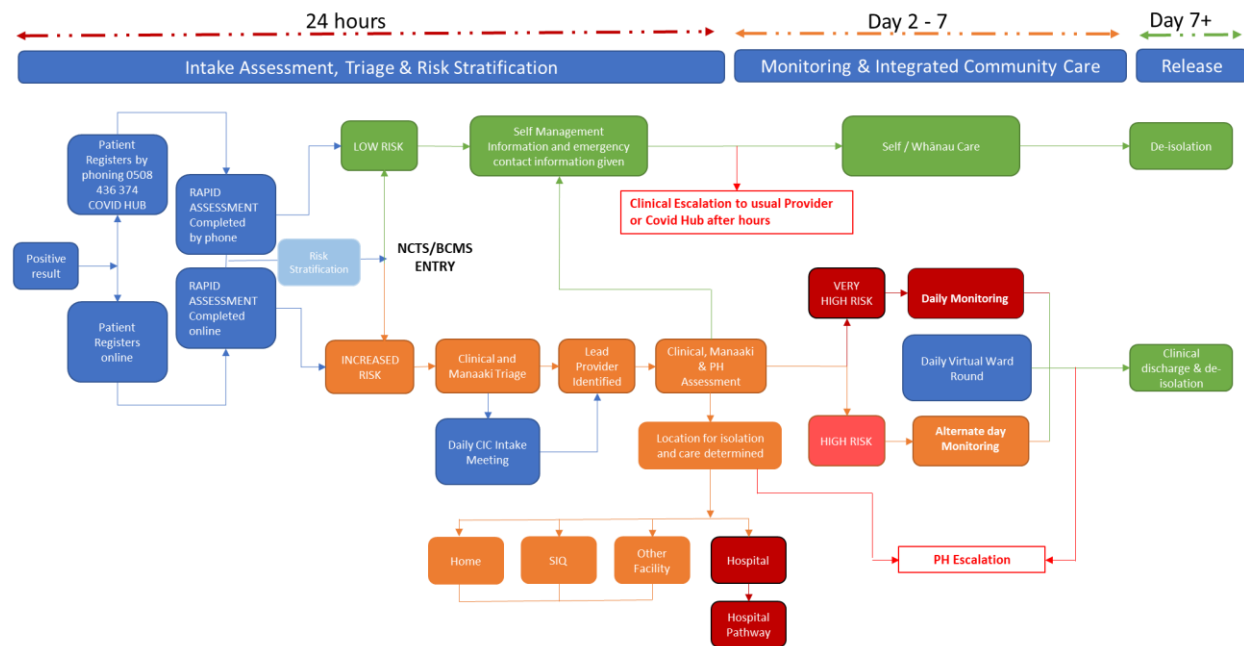 24 hours
Day 2 - 7
Day 7+
Intake Assessment, Triage & Risk Stratification
Monitoring & Integrated Community Care
Release
Patient
Registers by
phoning 0508
436 374
COVID HUB
RAPID
ASSESSMENT
Completed
by phone
LOW RISK
Self Management
Information and emergency
contact information given
Self / Whānau Care
De-isolation
Clinical Escalation to usual Provider
or Covid Hub after hours
Positive
result
Risk
Stratification
NCTS/BCMS
ENTRY
RAPID
ASSESSMENT
Completed
online
Patient
Registers online
INCREASED
RISK
Clinical and
Manaaki Triage
Lead
Provider
Identified
Clinical, Manaaki
& PH
Assessment
VERY
HIGH RISK
Daily Monitoring
Daily Virtual Ward
Round
Clinical
discharge & de-
isolation
HIGH RISK
Alternate day
Monitoring
Daily CIC Intake
Meeting
Location for isolation
and care determined
Home
SIQ
Other
Facility
Hospital
PH Escalation
Hospital
Pathway